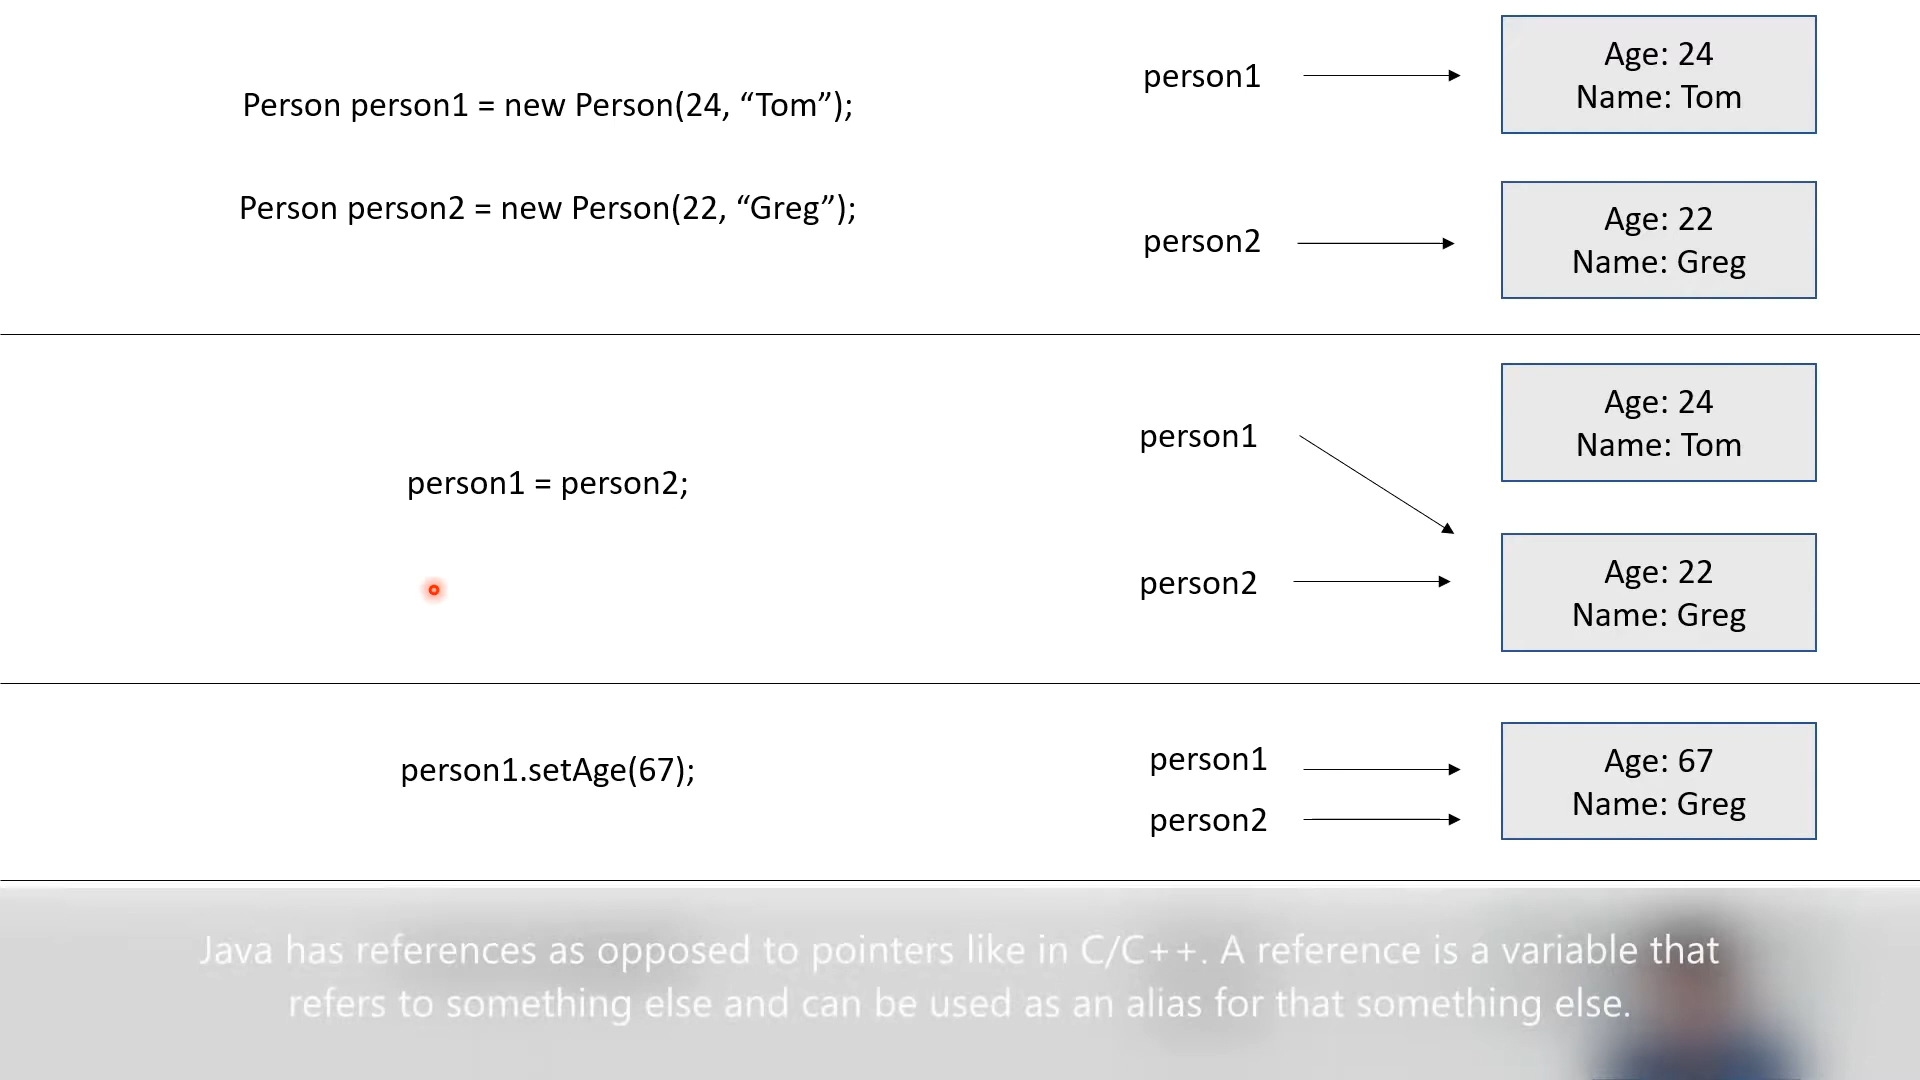 Person person1 = new Person(24, “Tom”);
Person person2 = new Person(22, “Greg”);
person1
Age: 24
Name: Tom
person2
Age: 22
Name: Greg
person1 = person2;
person1
Age: 24
Name: Tom
person2
Age: 22
Name: Greg
person1.setAge(67);
person1
person2
Age: 67
Name: Greg
Java has references as opposed to pointers like in C/C++. A reference is a variable that
refers to something else and can be used as an alias for that something else.